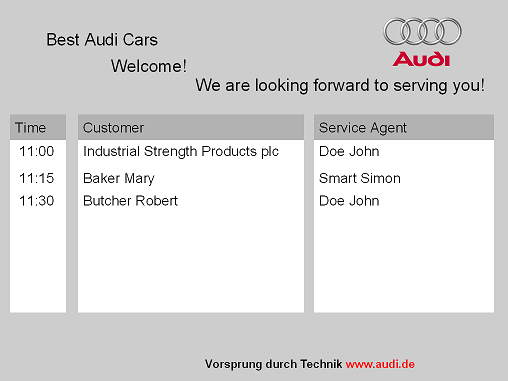 Best Audi Cars
Welcome!
We are looking forward to serving you!
Audi
Time Customer Service Agent
11:00 Industrial Strength Products plc Doe John
11:15 Baker Mary Smart Simon
11:30 Butcher Robert Doe John
Vorsprung durch Technik www.audi.de